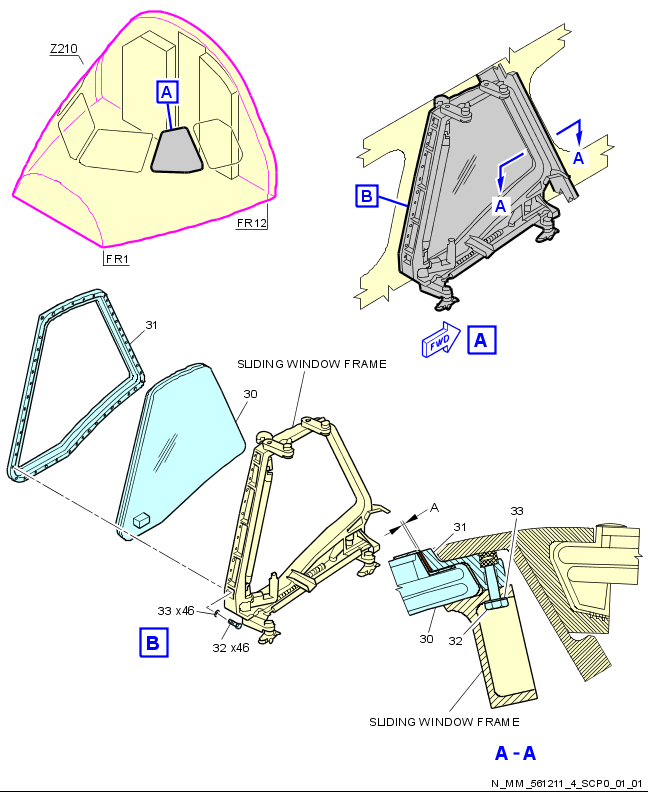 Z210
A
FR12
FR1
A
A
B
FWD
A
31
SLIDING WINDOW FRAME
30
A
33
31
33 x46
32 x46
30
32
B
SLIDING WINDOW FRAME
A - A
N_MM_561211_4_SCP0_01_01